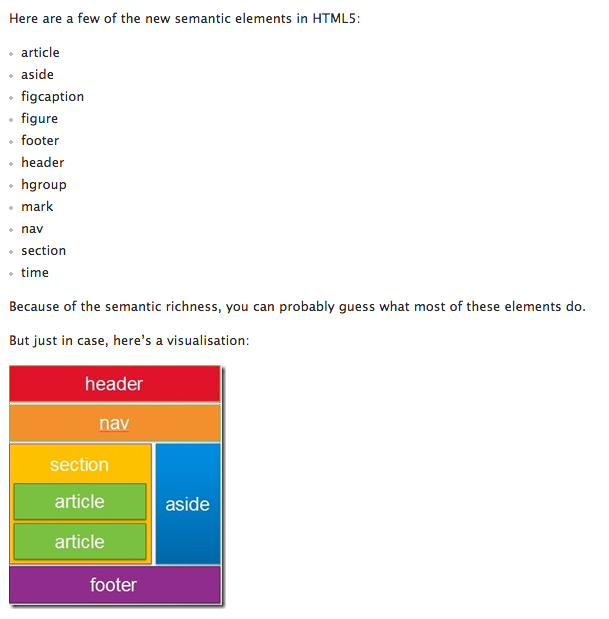 Here are a few of the new semantic elements in HTML5:
article
aside
figcaption
figure
footer
header
hgroup
mark
nav
section
time
Because of the semantic richness, you can probably guess what most of these elements do.
But just in case, here’s a visualisation:
header
nav
section
article
article
aside
footer